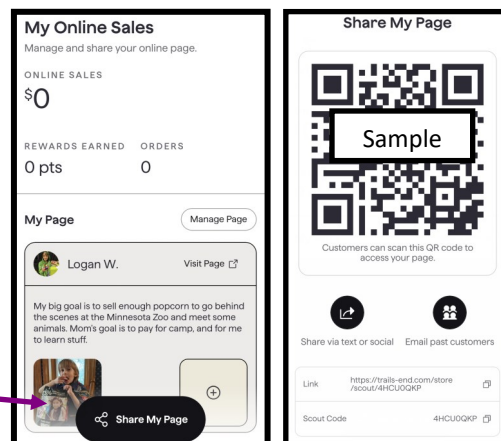 My Online Sales
Manage and share your online page.
ONLINE SALES
$0
REWARDS EARNED ORDERS
0 pts 0
My Page Manage Page
Logan W. Visit Page
My big goal is to sell enough popcorn to go behind
the scenes at the Minnesota Zoo and meet some
animals. Mom's goal is to pay for camp, and for me
to learn stuff.
Share My Page
Share My Page
Sample
Customers can scan this QR code to
access your page.
Share via text or social Email past customers
Link https://trails-end.com/store
/scout/4HCU0QKP
Scout Code 4HCU0QKP